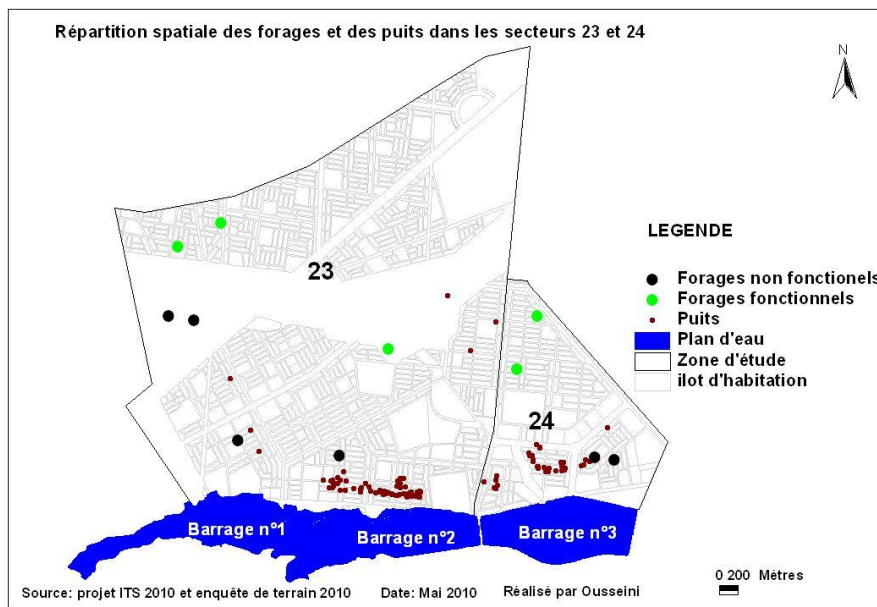 Répartition spatiale des forages et des puits dans les secteurs 23 et 24
N
23
24
LEGENDE
Forages non fonctionels
Forages fonctionnels
Puits
Plan d'eau
Zone d'étude
ilot d'habitation
Barrage n°1
Barrage n°2
Barrage n°3
0 200 Mètres
Source: projet ITS 2010 et enquête de terrain 2010 Date: Mai 2010 Réalisé par Ousseini